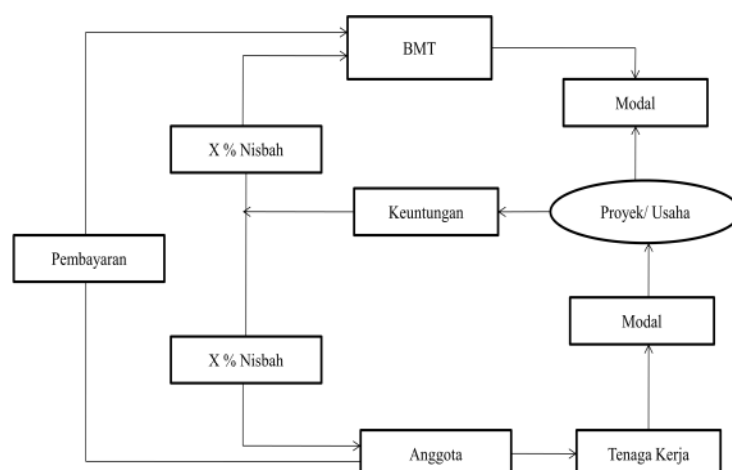 BMT
Modal
X % Nisbah
Keuntungan
Proyek/ Usaha
Pembayaran
Modal
X % Nisbah
Anggota
Tenaga Kerja